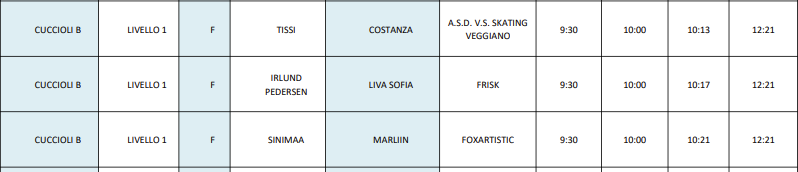 CUCCIOLI B LIVELLO 1 F TISSI COSTANZA A.S.D. V.S. SKATING VEGGIANO 9:30 10:00 10:13 12:21
CUCCIOLI B LIVELLO 1 F IRLUND PEDERSEN LIVA SOFIA FRISK 9:30 10:00 10:17 12:21
CUCCIOLI B LIVELLO 1 F SINIMAA MARLIIN FOXARTISTIC 9:30 10:00 10:21 12:21